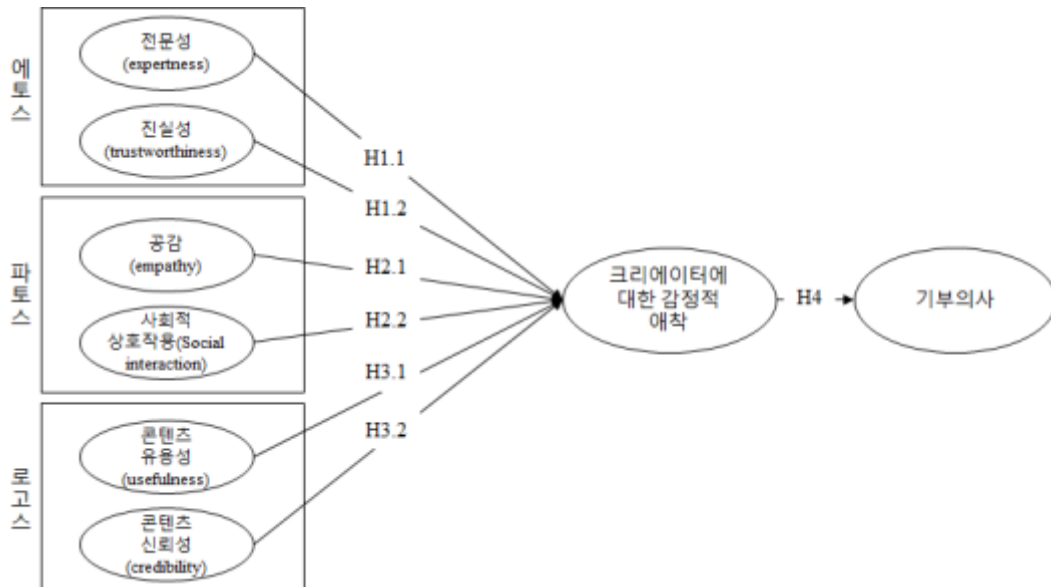 에토스
전문성
(expertness)
진실성
(trustworthiness)
H1.1
H1.2
파토스
공감
(empathy)
사회적
상호작용(Social
interaction)
H2.1
H2.2
로고스
콘텐츠
유용성
(usefulness)
콘텐츠
신뢰성
(credibility)
H3.1
H3.2
크리에이터에
대한 감정적
애착
H4
기부의사